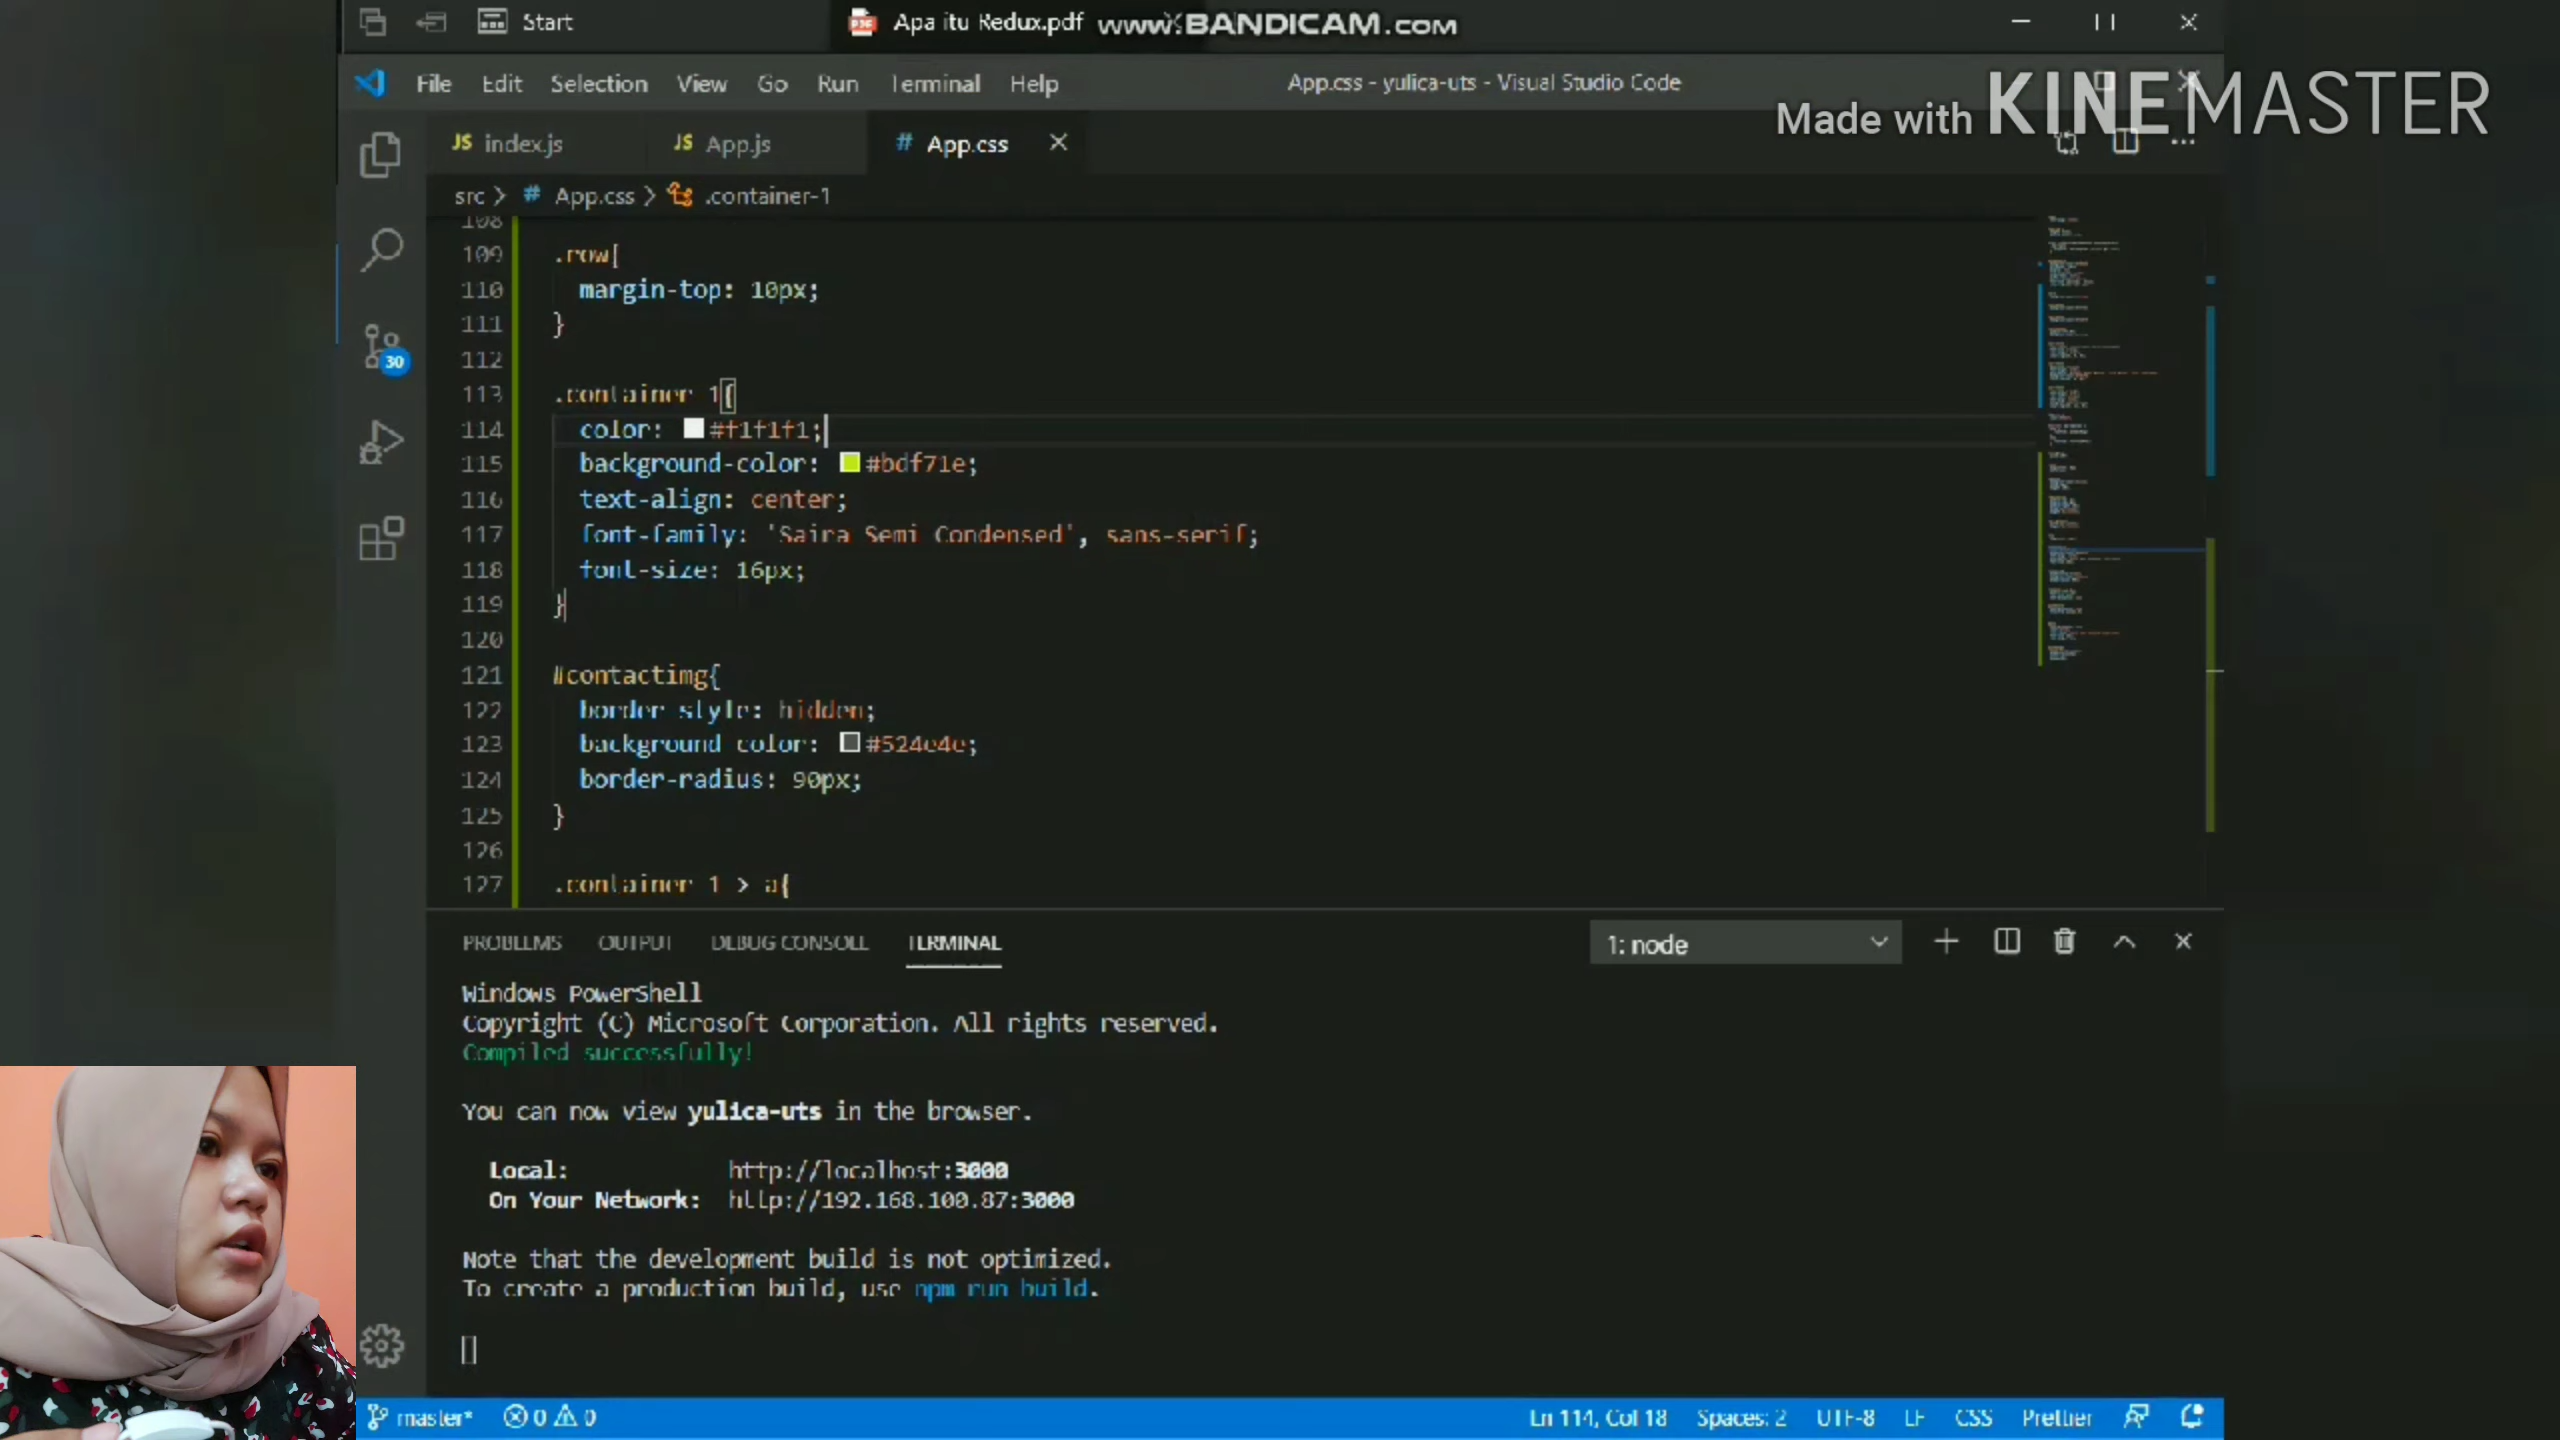 Start
Apa itu Redux.pdf
www.BANDICAM.com
File Edit Selection View Go Run Terminal Help
App.css - yulica-uts - Visual Studio Code
Made with KINEMASTER
JS index.js
JS App.js
# App.css
src > # App.css > .container-1
108
109 .row{
110 margin-top: 10px;
111 }
112
113 .container-1{
114 color: #f1f1f1;
115 background-color: #bdf71e;
116 text-align: center;
117 font-family: 'Saira Semi Condensed', sans-serif;
118 font-size: 16px;
119 }
120
121 #contactimg{
122 border-style: hidden;
123 background-color: #524e4e;
124 border-radius: 90px;
125 }
126
127 .container-1 > a{
30
PROBLEMS OUTPUT DEBUG CONSOLE TERMINAL
1: node
Windows PowerShell
Copyright (C) Microsoft Corporation. All rights reserved.
Compiled successfully!
You can now view yulica-uts in the browser.
Local: http://localhost:3000
On Your Network: http://192.168.100.87:3000
Note that the development build is not optimized.
To create a production build, use npm run build.
master* 0 0
Ln 114, Col 18 Spaces: 2 UTF-8 LF CSS Prettier